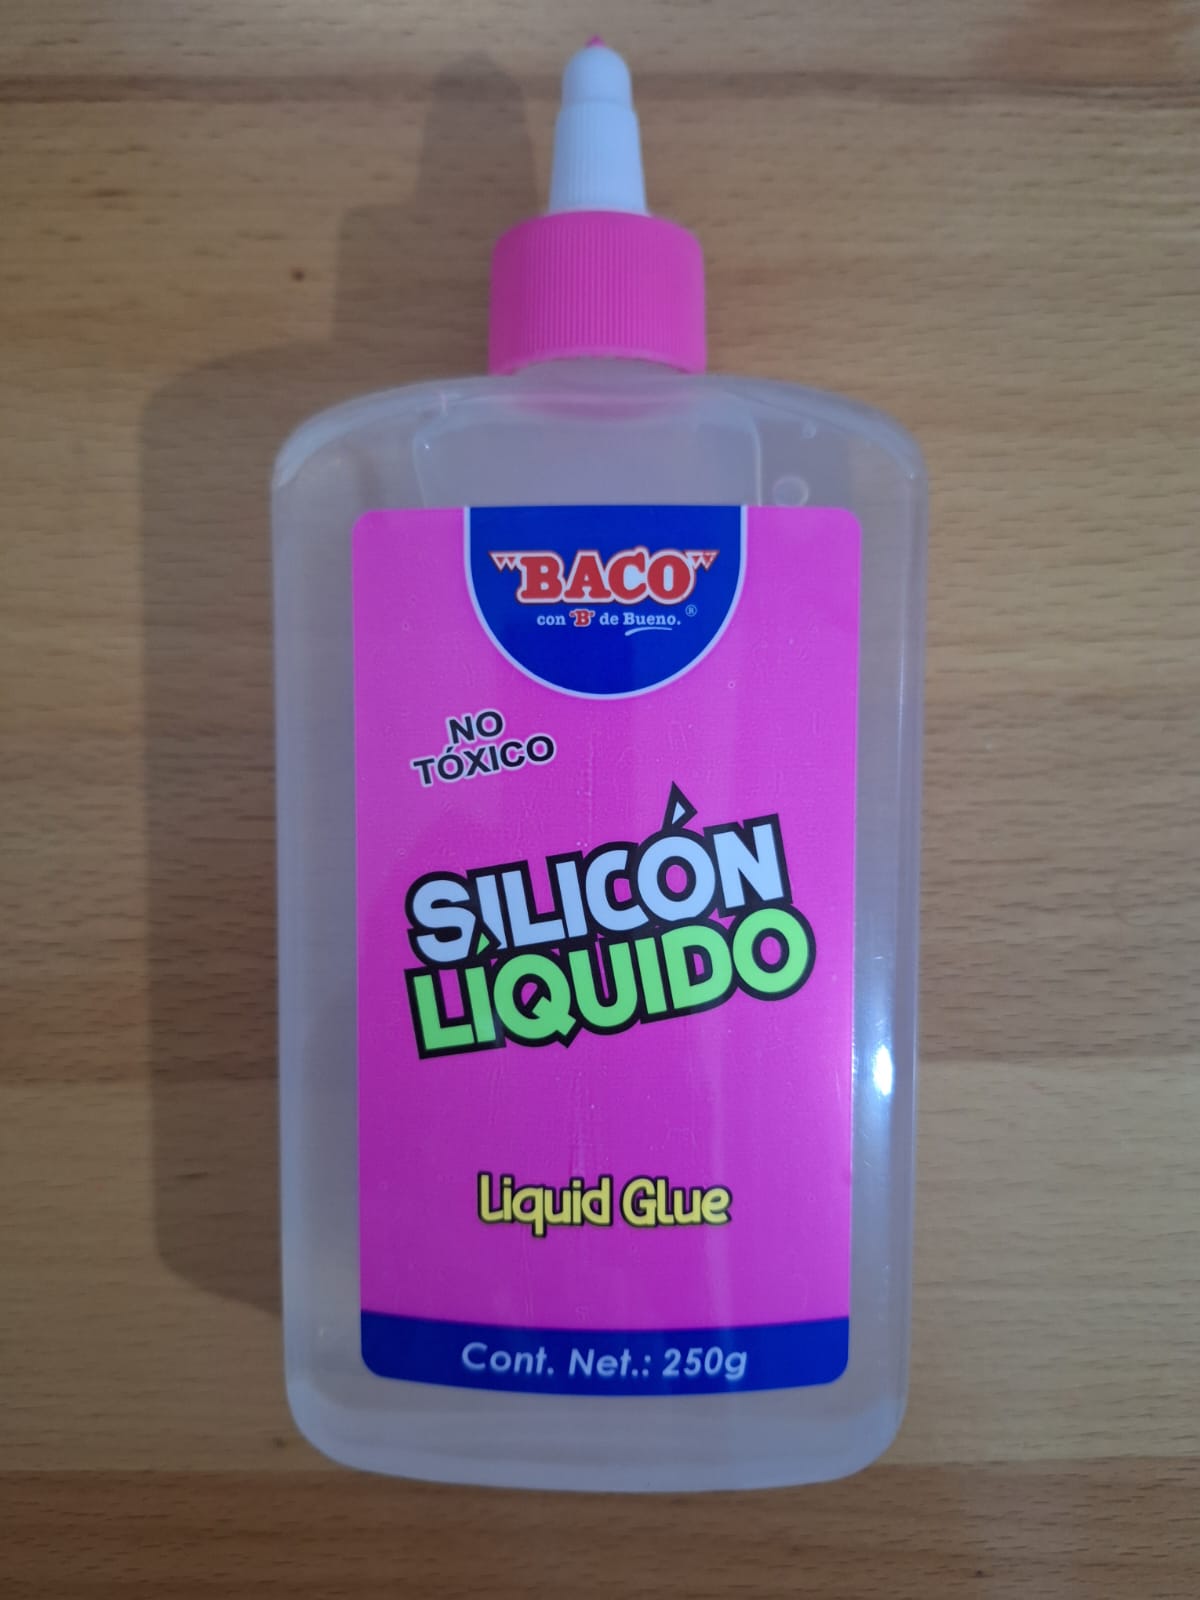 "BACO"
con "B" de Bueno.®
NO
TÓXICO
SILICÓN
LÍQUIDO
Liquid Glue
Cont. Net.: 250g